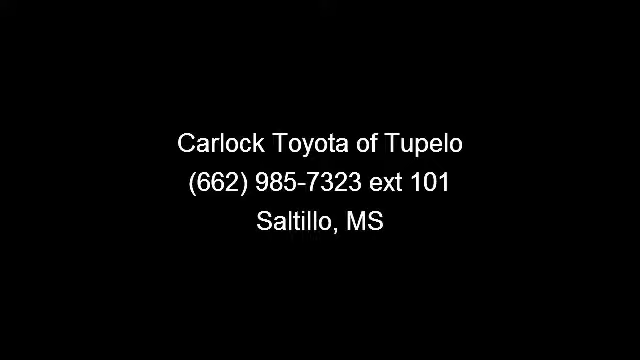 Carlock Toyota of Tupelo
(662) 985-7323 ext 101
Saltillo, MS